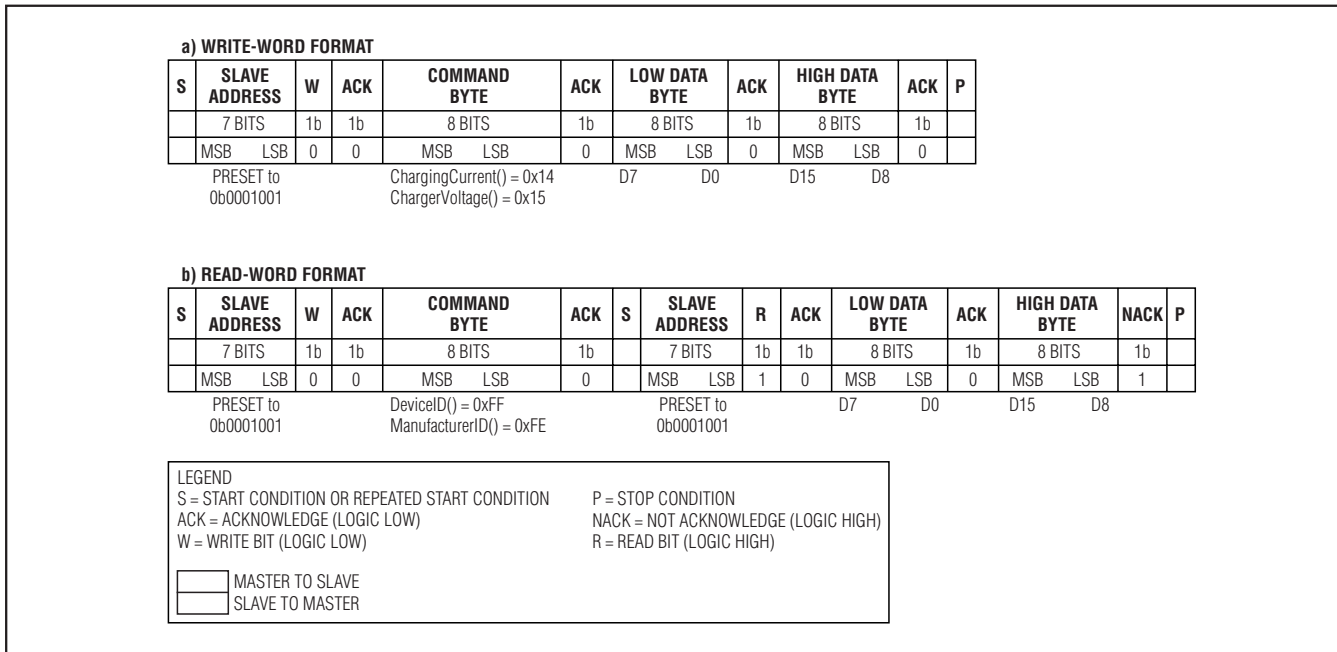 a) WRITE-WORD FORMAT
S SLAVE ADDRESS W ACK COMMAND BYTE ACK LOW DATA BYTE ACK HIGH DATA BYTE ACK P
7 BITS 1b 1b 8 BITS 1b 8 BITS 1b 8 BITS 1b
MSB LSB 0 0 MSB LSB 0 MSB LSB 0 MSB LSB 0
PRESET to ChargingCurrent() = 0x14 D7 D0 D15 D8
0b0001001 ChargerVoltage() = 0x15
b) READ-WORD FORMAT
S SLAVE ADDRESS W ACK COMMAND BYTE ACK S SLAVE ADDRESS R ACK LOW DATA BYTE ACK HIGH DATA BYTE NACK P
7 BITS 1b 1b 8 BITS 1b 7 BITS 1b 1b 8 BITS 1b 8 BITS 1b
MSB LSB 0 0 MSB LSB 0 MSB LSB 1 0 MSB LSB 0 MSB LSB 1
PRESET to DeviceID() = 0xFF PRESET to D7 D0 D15 D8
0b0001001 ManufacturerID() = 0xFE 0b0001001
LEGEND
S = START CONDITION OR REPEATED START CONDITION P = STOP CONDITION
ACK = ACKNOWLEDGE (LOGIC LOW) NACK = NOT ACKNOWLEDGE (LOGIC HIGH)
W = WRITE BIT (LOGIC LOW) R = READ BIT (LOGIC HIGH)
MASTER TO SLAVE
SLAVE TO MASTER